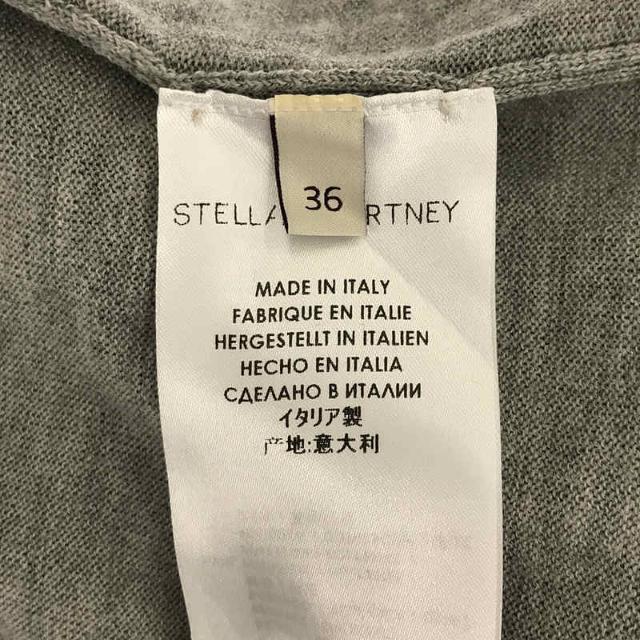 36
STELLA RTNEY
MADE IN ITALY
FABRIQUE EN ITALIE
HERGESTELLT IN ITALIEN
HECHO EN ITALIA
СДЕЛАНО В ИТАЛИИ
イタリア製
产地:意大利